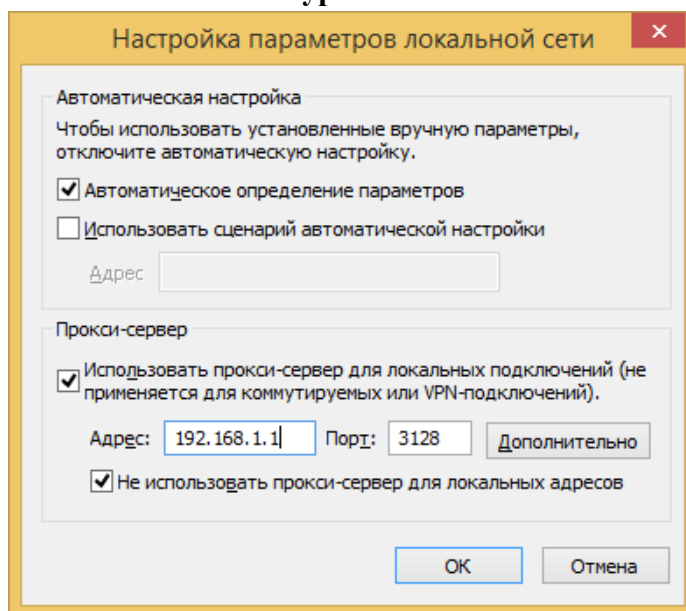 ур
Настройка параметров локальной сети
Автоматическая настройка
Чтобы использовать установленные вручную параметры,
отключите автоматическую настройку.
Автоматическое определение параметров
Использовать сценарий автоматической настройки
Адрес
Прокси-сервер
Использовать прокси-сервер для локальных подключений (не
применяется для коммутируемых или VPN-подключений).
Адрес: 192.168.1.1 Порт: 3128 Дополнительно
Не использовать прокси-сервер для локальных адресов
ОК Отмена